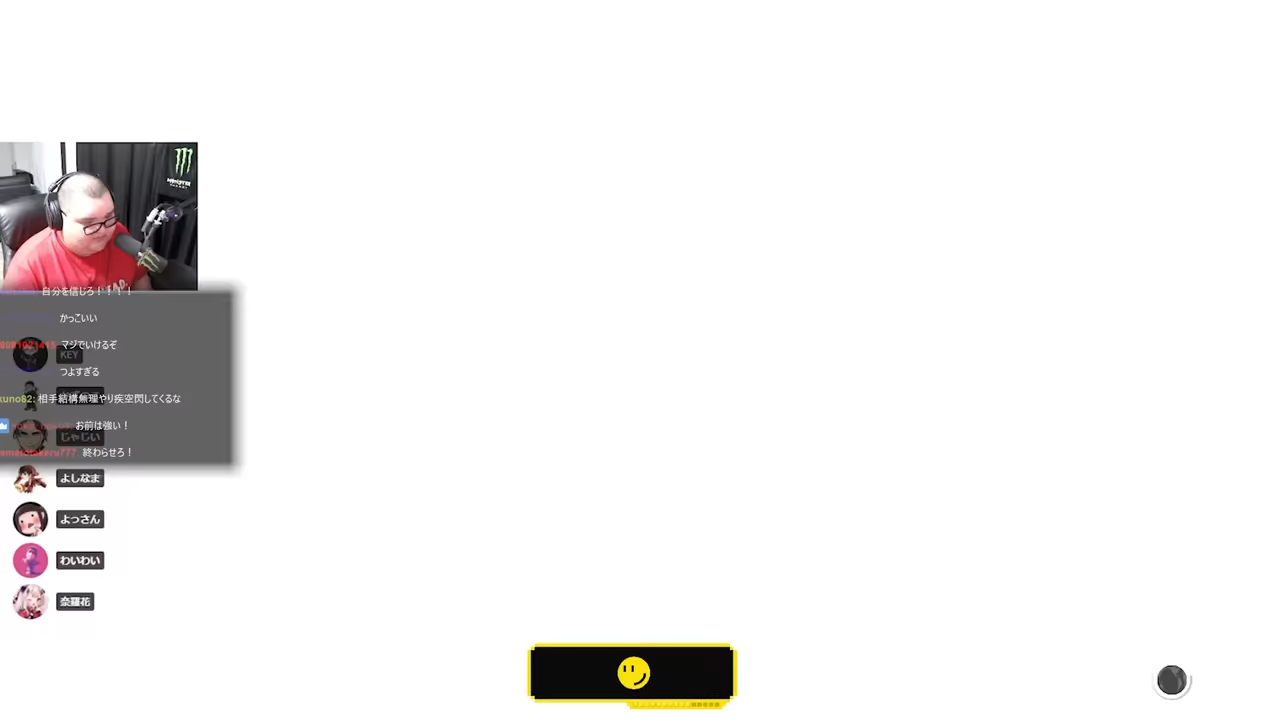 MONSTER
自分を信じろ！！！！
かっこいい
マジでいけるぞ
KEY
つよすぎる
kuno82: 相手結構無理やり疾空閃してくるな
お前は強い！
じゃじい
終わらせろ！
よしなま
よっさん
わいわい
奈羅花